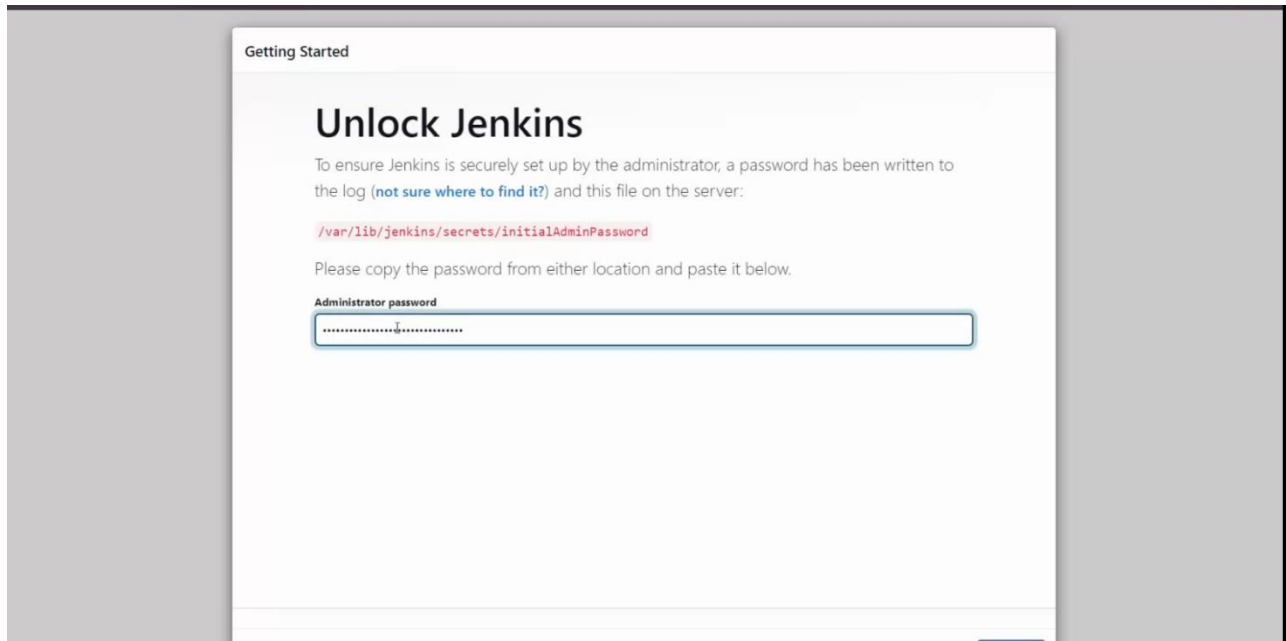 Getting Started
Unlock Jenkins
To ensure Jenkins is securely set up by the administrator, a password has been written to
the log (not sure where to find it?) and this file on the server:
/var/lib/jenkins/secrets/initialAdminPassword
Please copy the password from either location and paste it below.
Administrator password